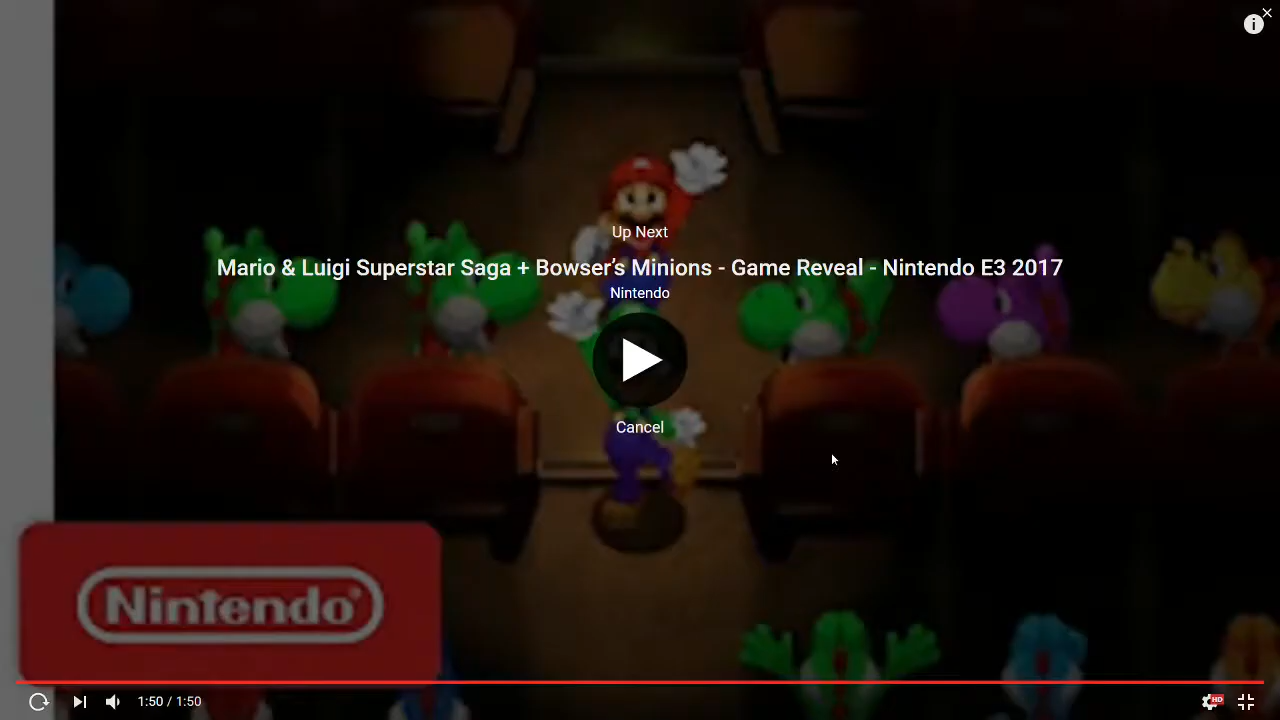 Up Next
Mario & Luigi Superstar Saga + Bowser’s Minions - Game Reveal - Nintendo E3 2017
Nintendo
Cancel
Nintendo®
1:50 / 1:50
HD